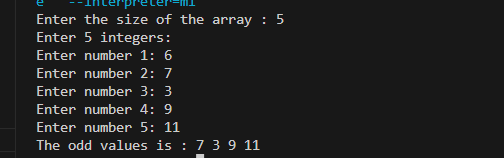 e   --interpreter=mi
Enter the size of the array : 5
Enter 5 integers:
Enter number 1: 6
Enter number 2: 7
Enter number 3: 3
Enter number 4: 9
Enter number 5: 11
The odd values is : 7 3 9 11